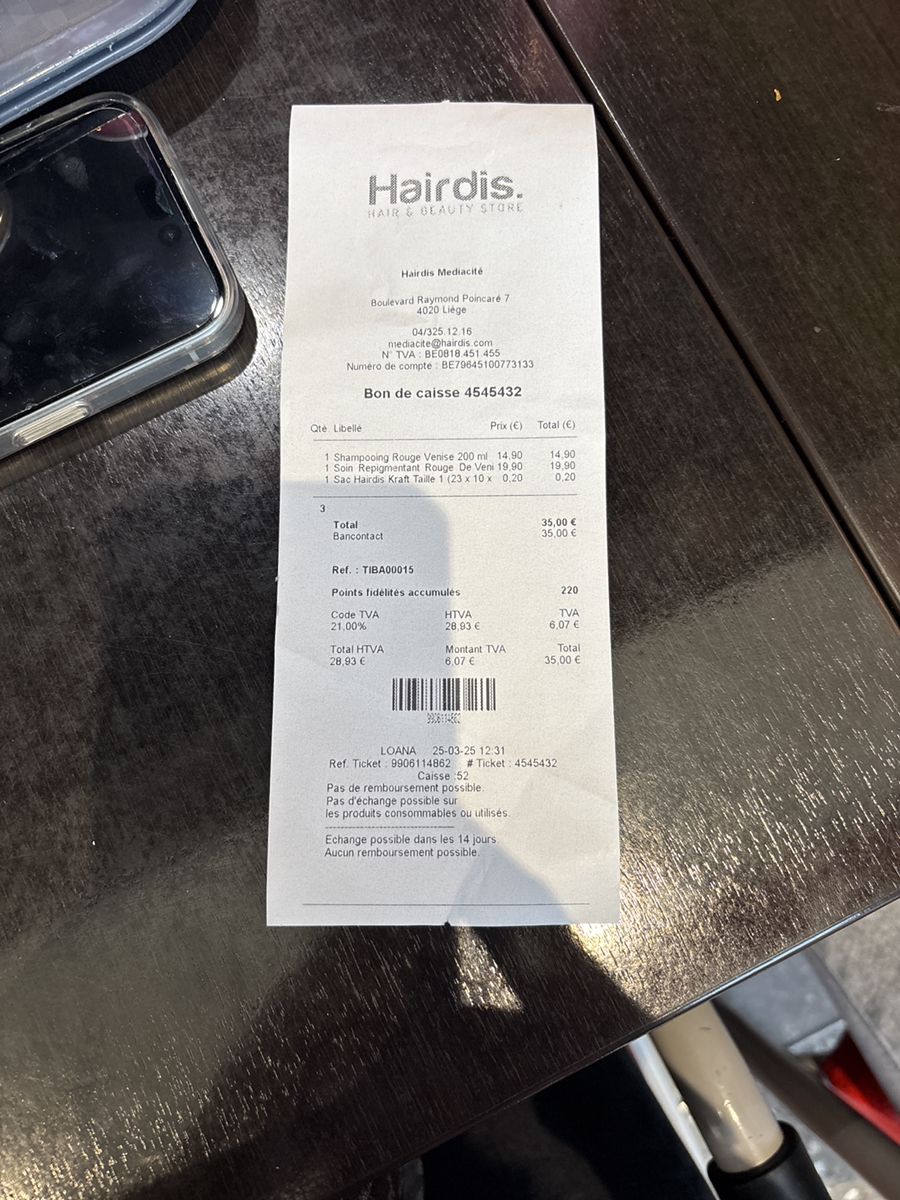 Hairdis.
HAIR & BEAUTY STORE
Hairdis Mediacité
Boulevard Raymond Poincaré 7
4020 Liège
04/325.12.16
mediacite@hairdis.com
N° TVA : BE0818.451.455
Numéro de compte : BE79645100773133
Bon de caisse 4545432
Qté. Libellé Prix (€) Total (€)
1 Shampooing Rouge Venise 200 ml 14,90 14,90
1 Soin Repigmentant Rouge De Veni 19,90 19,90
1 Sac Hairdis Kraft Taille 1 (23 x 10 x 0,20 0,20
3
Total 35,00 €
Bancontact 35,00 €
Ref. : TIBA00015
Points fidélités accumulés 220
Code TVA HTVA TVA
21,00% 28,93 € 6,07 €
Total HTVA Montant TVA Total
28,93 € 6,07 € 35,00 €
9906114862
LOANA 25-03-25 12:31
Ref. Ticket : 9906114862 # Ticket : 4545432
Caisse :52
Pas de remboursement possible.
Pas d'échange possible sur
les produits consommables ou utilisés.
------------------------------
Echange possible dans les 14 jours
Aucun remboursement possible.